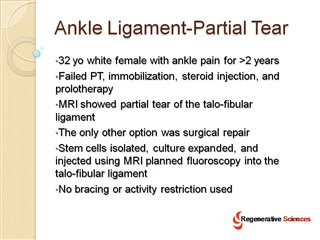 Ankle Ligament-Partial Tear
•32 yo white female with ankle pain for >2 years
•Failed PT, immobilization, steroid injection, and
prolotherapy
•MRI showed partial tear of the talo-fibular
ligament
•The only other option was surgical repair
•Stem cells isolated, culture expanded, and
injected using MRI planned fluoroscopy into the
talo-fibular ligament
•No bracing or activity restriction used
Regenerative Sciences